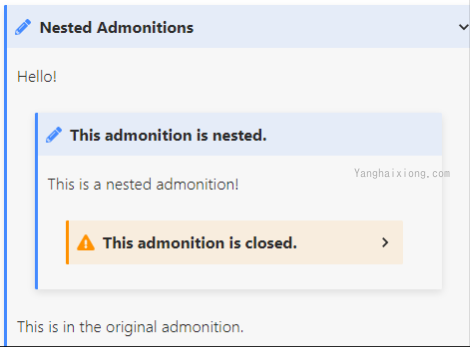 Nested Admonitions
Hello!
This admonition is nested.
Yanghaixiong.com
This is a nested admonition!
This admonition is closed.
This is in the original admonition.